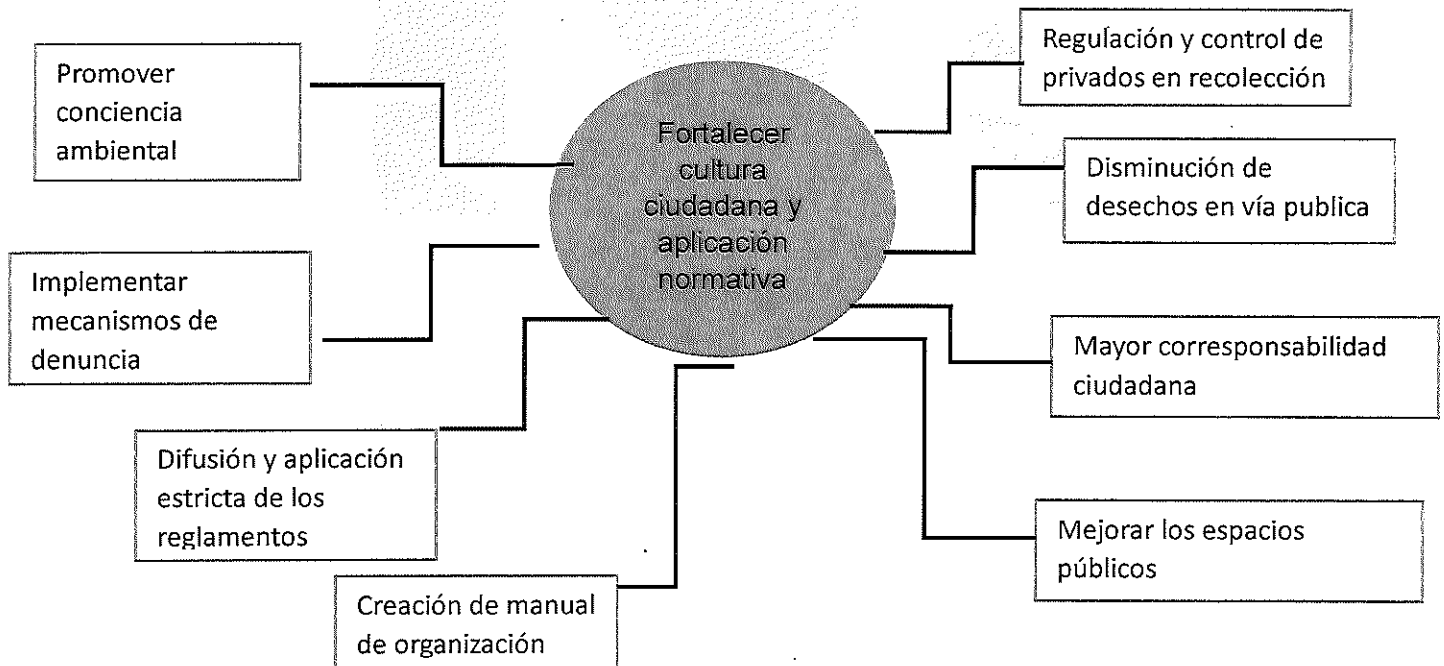 Promover
conciencia
ambiental
Implementar
mecanismos de
denuncia
Difusión y aplicación
estricta de los
reglamentos
Creación de manual
de organización
Fortalecer
cultura
ciudadana y
aplicación
normativa
Regulación y control de
privados en recolección
Disminución de
desechos en vía publica
Mayor corresponsabilidad
ciudadana
Mejorar los espacios
públicos